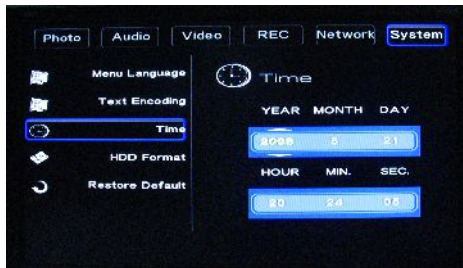 Photo Audio Video REC Network System
Menu Language
Text Encoding
Time
HDD Format
Restore Default
Time
YEAR MONTH DAY
2008 5 21
HOUR MIN. SEC.
20 24 05